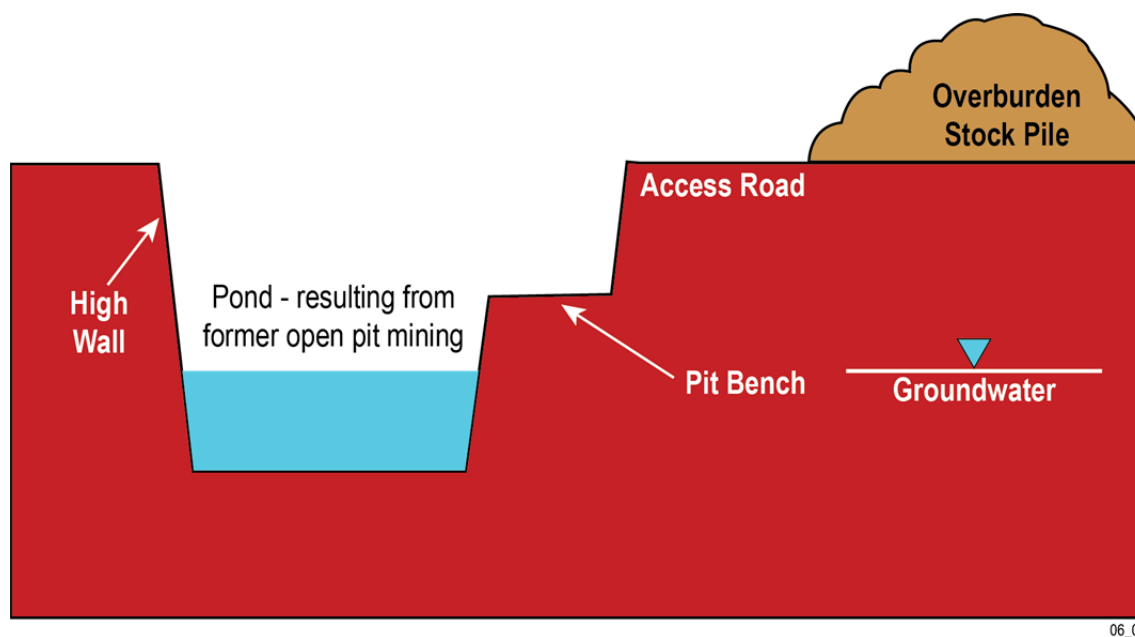 Overburden
Stock Pile
Access Road
High
Wall
Pond - resulting from
former open pit mining
Pit Bench
Groundwater